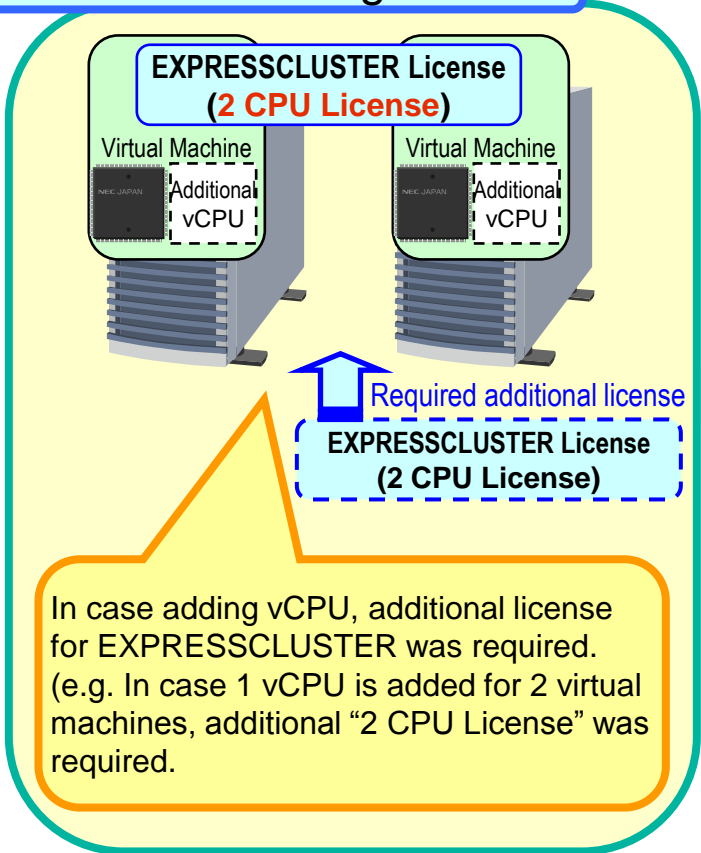 EXPRESSCLUSTER License
(2 CPU License)
Virtual Machine
Virtual Machine
NEC JAPAN
Additional
vCPU
NEC JAPAN
Additional
vCPU
Required additional license
EXPRESSCLUSTER License
(2 CPU License)
In case adding vCPU, additional license
for EXPRESSCLUSTER was required.
(e.g. In case 1 vCPU is added for 2 virtual
machines, additional “2 CPU License” was
required.